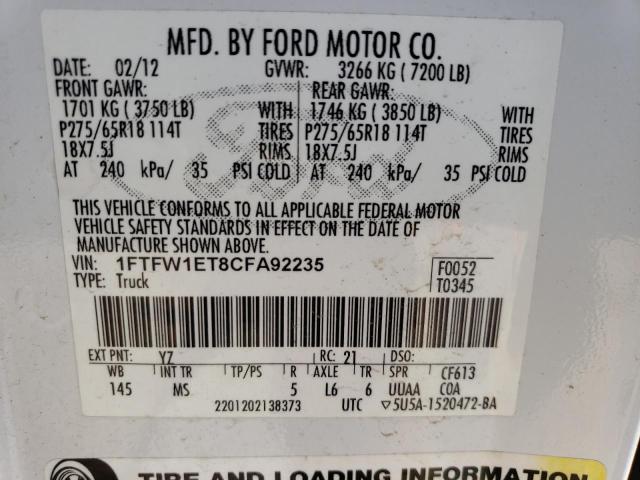 MFD. BY FORD MOTOR CO.
DATE: 02/12 GVWR: 3266 KG ( 7200 LB)
FRONT GAWR: REAR GAWR:
1701 KG ( 3750 LB) WITH 1746 KG ( 3850 LB) WITH
P275/65R18 114T TIRES P275/65R18 114T TIRES
18X7.5J RIMS 18X7.5J RIMS
AT 240 kPa/ 35 PSI COLD AT 240 kPa/ 35 PSI COLD
Ford
THIS VEHICLE CONFORMS TO ALL APPLICABLE FEDERAL MOTOR
VEHICLE SAFETY STANDARDS IN EFFECT ON THE DATE OF
MANUFACTURE SHOWN ABOVE.
VIN: 1FTFW1ET8CFA92235 F0052
TYPE: Truck T0345
EXT PNT: YZ RC: 21 DSO:
WB INT TR TP/PS R AXLE TR SPR CF613
145 MS 5 L6 6 UUAA C0A
2201202138373 UTC ▽5U5A-1520472-BA
TIRE AND LOADING INFORMATION